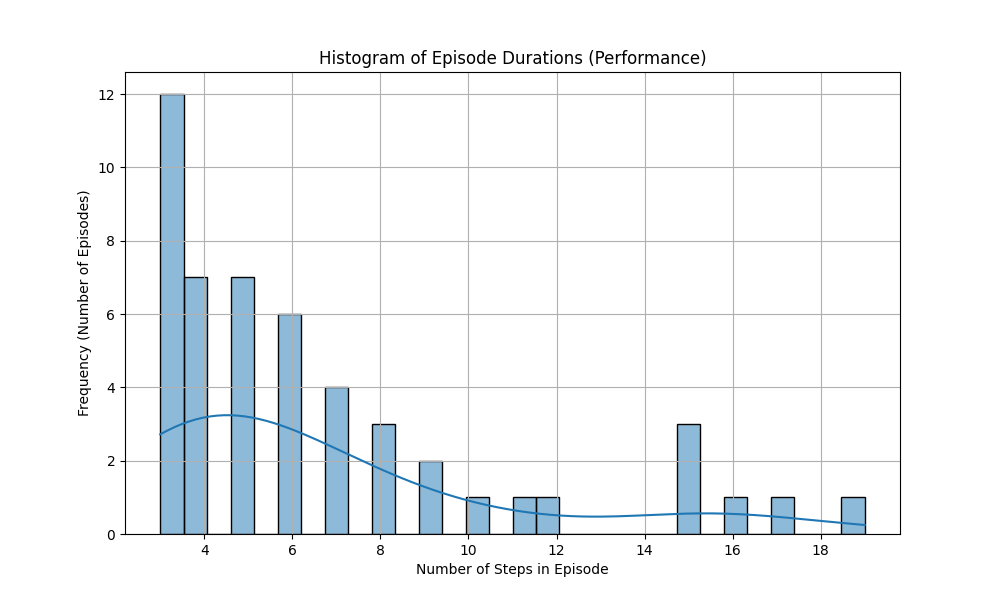 Histogram of Episode Durations (Performance)
Frequency (Number of Episodes)
12
10
8
6
4
2
0
4 6 8 10 12 14 16 18
Number of Steps in Episode